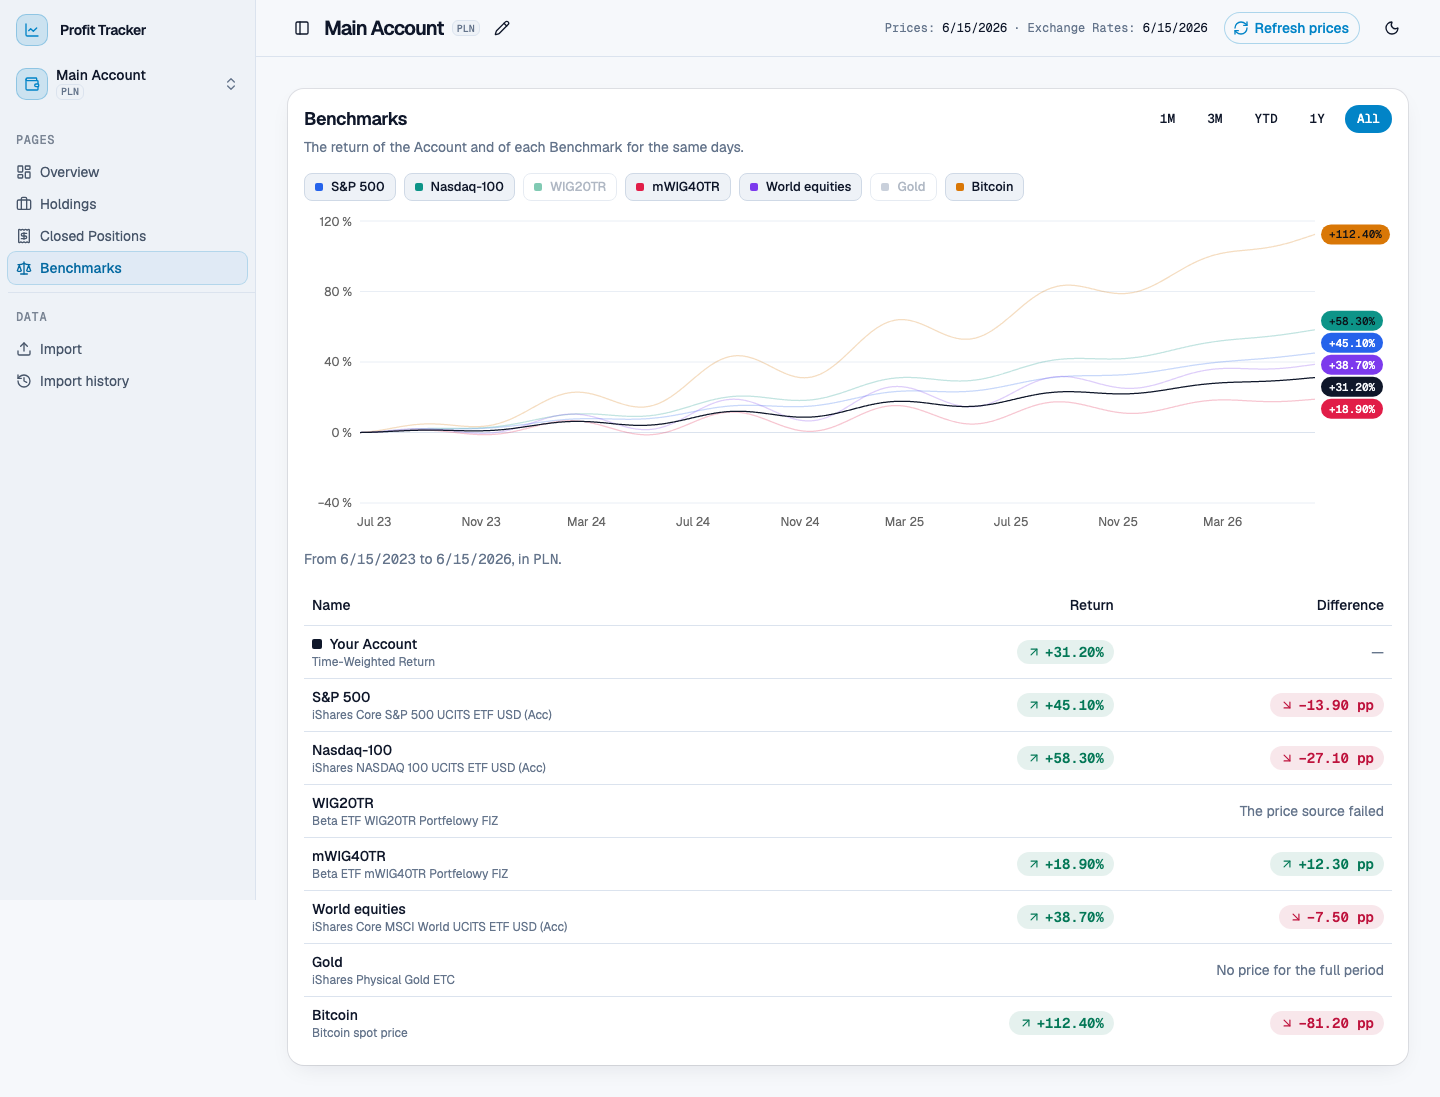 Profit Tracker
Main Account
PLN
PAGES
Overview
Holdings
Closed Positions
Benchmarks
DATA
Import
Import history
Main Account PLN
Prices: 6/15/2026 · Exchange Rates: 6/15/2026
Refresh prices
Benchmarks
1M 3M YTD 1Y All
The return of the Account and of each Benchmark for the same days.
S&P 500 Nasdaq-100 WIG20TR mWIG40TR World equities Gold Bitcoin
120 %
80 %
40 %
0 %
−40 %
+112.40%
+58.30%
+45.10%
+38.70%
+31.20%
+18.90%
Jul 23 Nov 23 Mar 24 Jul 24 Nov 24 Mar 25 Jul 25 Nov 25 Mar 26
From 6/15/2023 to 6/15/2026, in PLN.
Name Return Difference
Your Account
Time-Weighted Return
+31.20% —
S&P 500
iShares Core S&P 500 UCITS ETF USD (Acc)
+45.10% −13.90 pp
Nasdaq-100
iShares NASDAQ 100 UCITS ETF USD (Acc)
+58.30% −27.10 pp
WIG20TR
Beta ETF WIG20TR Portfelowy FIZ
The price source failed
mWIG40TR
Beta ETF mWIG40TR Portfelowy FIZ
+18.90% +12.30 pp
World equities
iShares Core MSCI World UCITS ETF USD (Acc)
+38.70% −7.50 pp
Gold
iShares Physical Gold ETC
No price for the full period
Bitcoin
Bitcoin spot price
+112.40% −81.20 pp